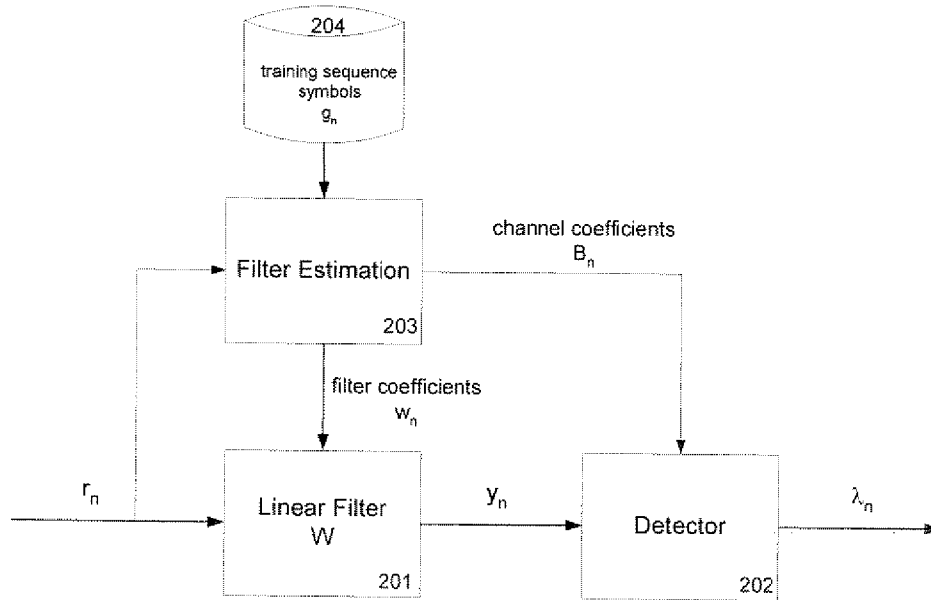 204
training sequence
symbols
gₙ
Filter Estimation
203
channel coefficients
Bₙ
filter coefficients
wₙ
rₙ
Linear Filter
W
201
yₙ
Detector
202
λₙ